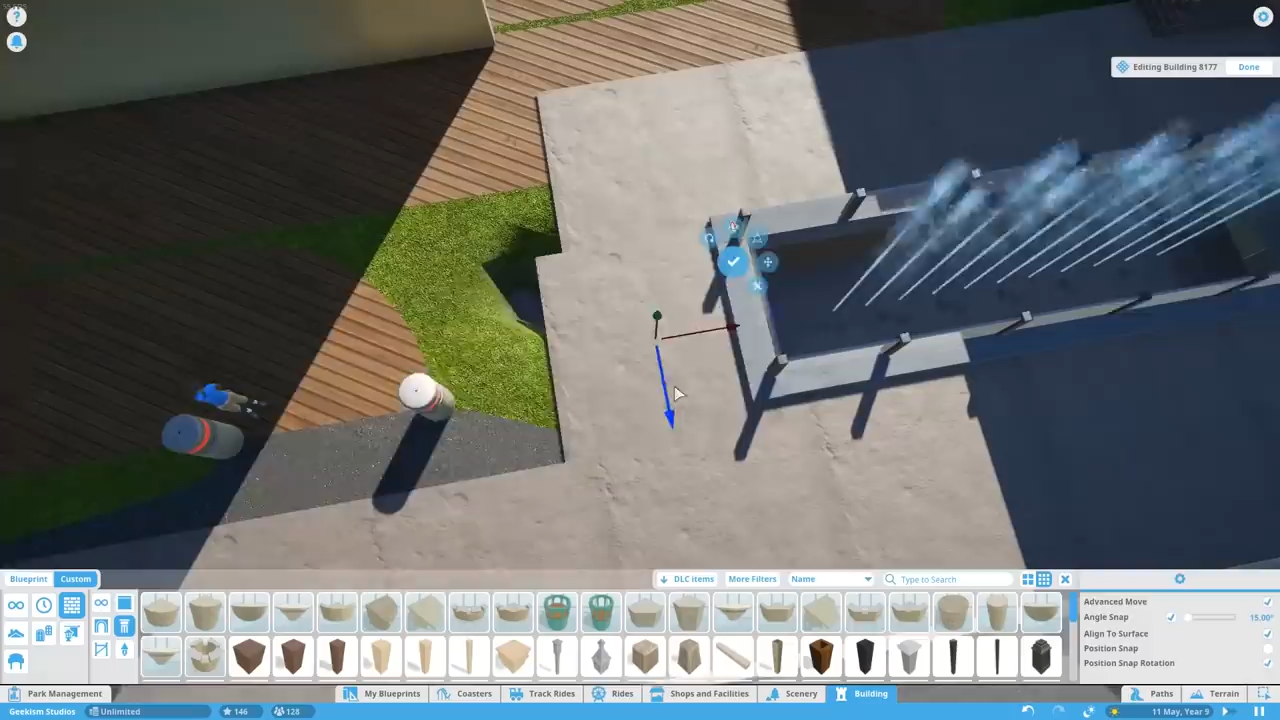 ?
Editing Building 8177 Done
Blueprint Custom
DLC items More Filters Name Type to Search
Advanced Move
Angle Snap 15.00°
Align To Surface
Position Snap
Position Snap Rotation
Park Management My Blueprints Coasters Track Rides Rides Shops and Facilities Scenery Building Paths Terrain
Geekism Studios Unlimited 146 128 11 May, Year 9